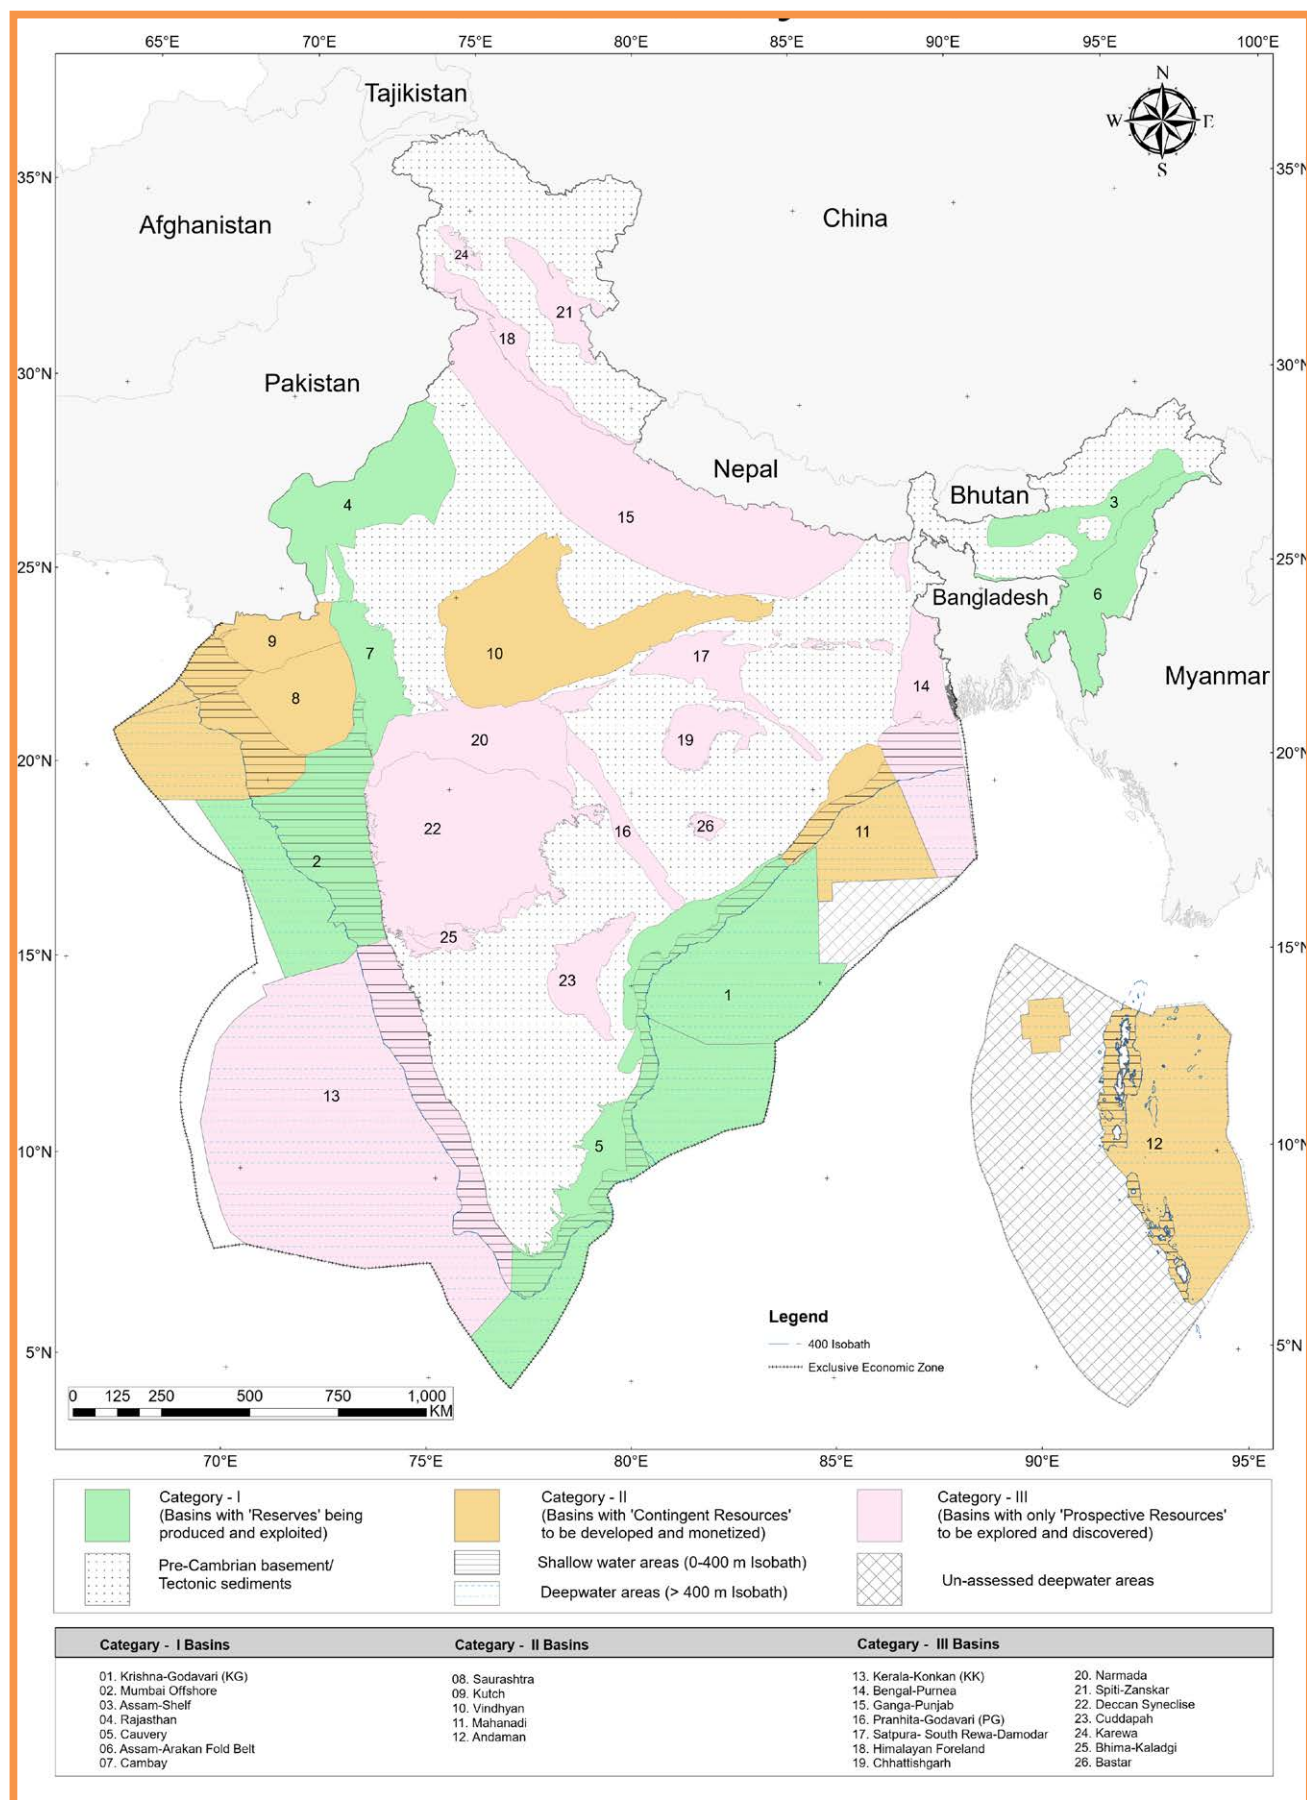 65°E 70°E 75°E 80°E 85°E 90°E 95°E 100°E
Tajikistan
N
W E
S
35°N 35°N
Afghanistan
China
24
21
18
30°N 30°N
Pakistan
Nepal
4
15
Bhutan
3
25°N 25°N
Bangladesh
6
9
7
10
17
Myanmar
8
14
20
19
20°N 20°N
22
16
26
11
2
25
15°N 15°N
23
1
13
5
12
10°N 10°N
Legend
400 Isobath
Exclusive Economic Zone
5°N 5°N
0 125 250 500 750 1,000
KM
70°E 75°E 80°E 85°E 90°E 95°E
Category - I
(Basins with 'Reserves' being
produced and exploited)
Category - II
(Basins with 'Contingent Resources'
to be developed and monetized)
Category - III
(Basins with only 'Prospective Resources'
to be explored and discovered)
Pre-Cambrian basement/
Tectonic sediments
Shallow water areas (0-400 m Isobath)
Deepwater areas (> 400 m Isobath)
Un-assessed deepwater areas
Categary - I Basins
Categary - II Basins
Categary - III Basins
01. Krishna-Godavari (KG)
02. Mumbai Offshore
03. Assam-Shelf
04. Rajasthan
05. Cauvery
06. Assam-Arakan Fold Belt
07. Cambay
08. Saurashtra
09. Kutch
10. Vindhyan
11. Mahanadi
12. Andaman
13. Kerala-Konkan (KK)
14. Bengal-Purnea
15. Ganga-Punjab
16. Pranhita-Godavari (PG)
17. Satpura- South Rewa-Damodar
18. Himalayan Foreland
19. Chhattishgarh
20. Narmada
21. Spiti-Zanskar
22. Deccan Syneclise
23. Cuddapah
24. Karewa
25. Bhima-Kaladgi
26. Bastar